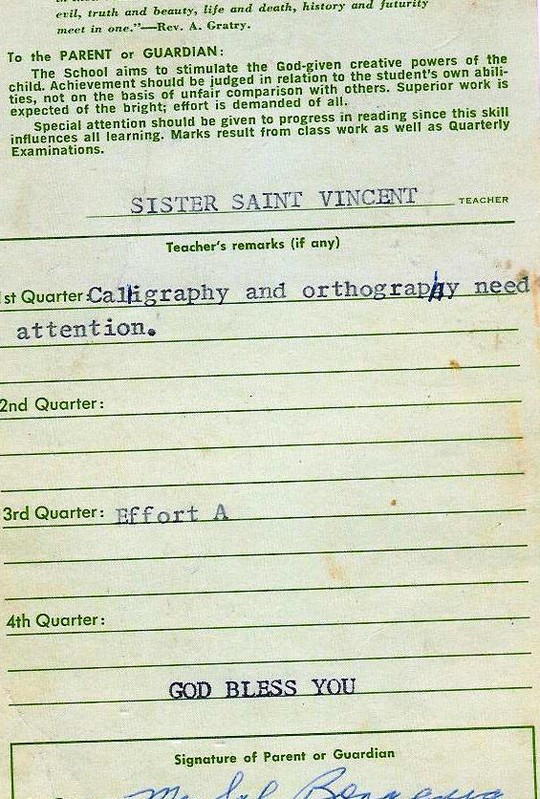 evil, truth and beauty, life and death, history and futurity
meet in one."—Rev. A. Gratry.
To the PARENT or GUARDIAN:
The School aims to stimulate the God-given creative powers of the
child. Achievement should be judged in relation to the student's own abili-
ties, not on the basis of unfair comparison with others. Superior work is
expected of the bright; effort is demanded of all.
Special attention should be given to progress in reading since this skill
influences all learning. Marks result from class work as well as Quarterly
Examinations.
SISTER SAINT VINCENT TEACHER
Teacher's remarks (if any)
1st Quarter: Calligraphy and orthography need
attention.
2nd Quarter:
3rd Quarter: Effort A
4th Quarter:
GOD BLESS YOU
Signature of Parent or Guardian